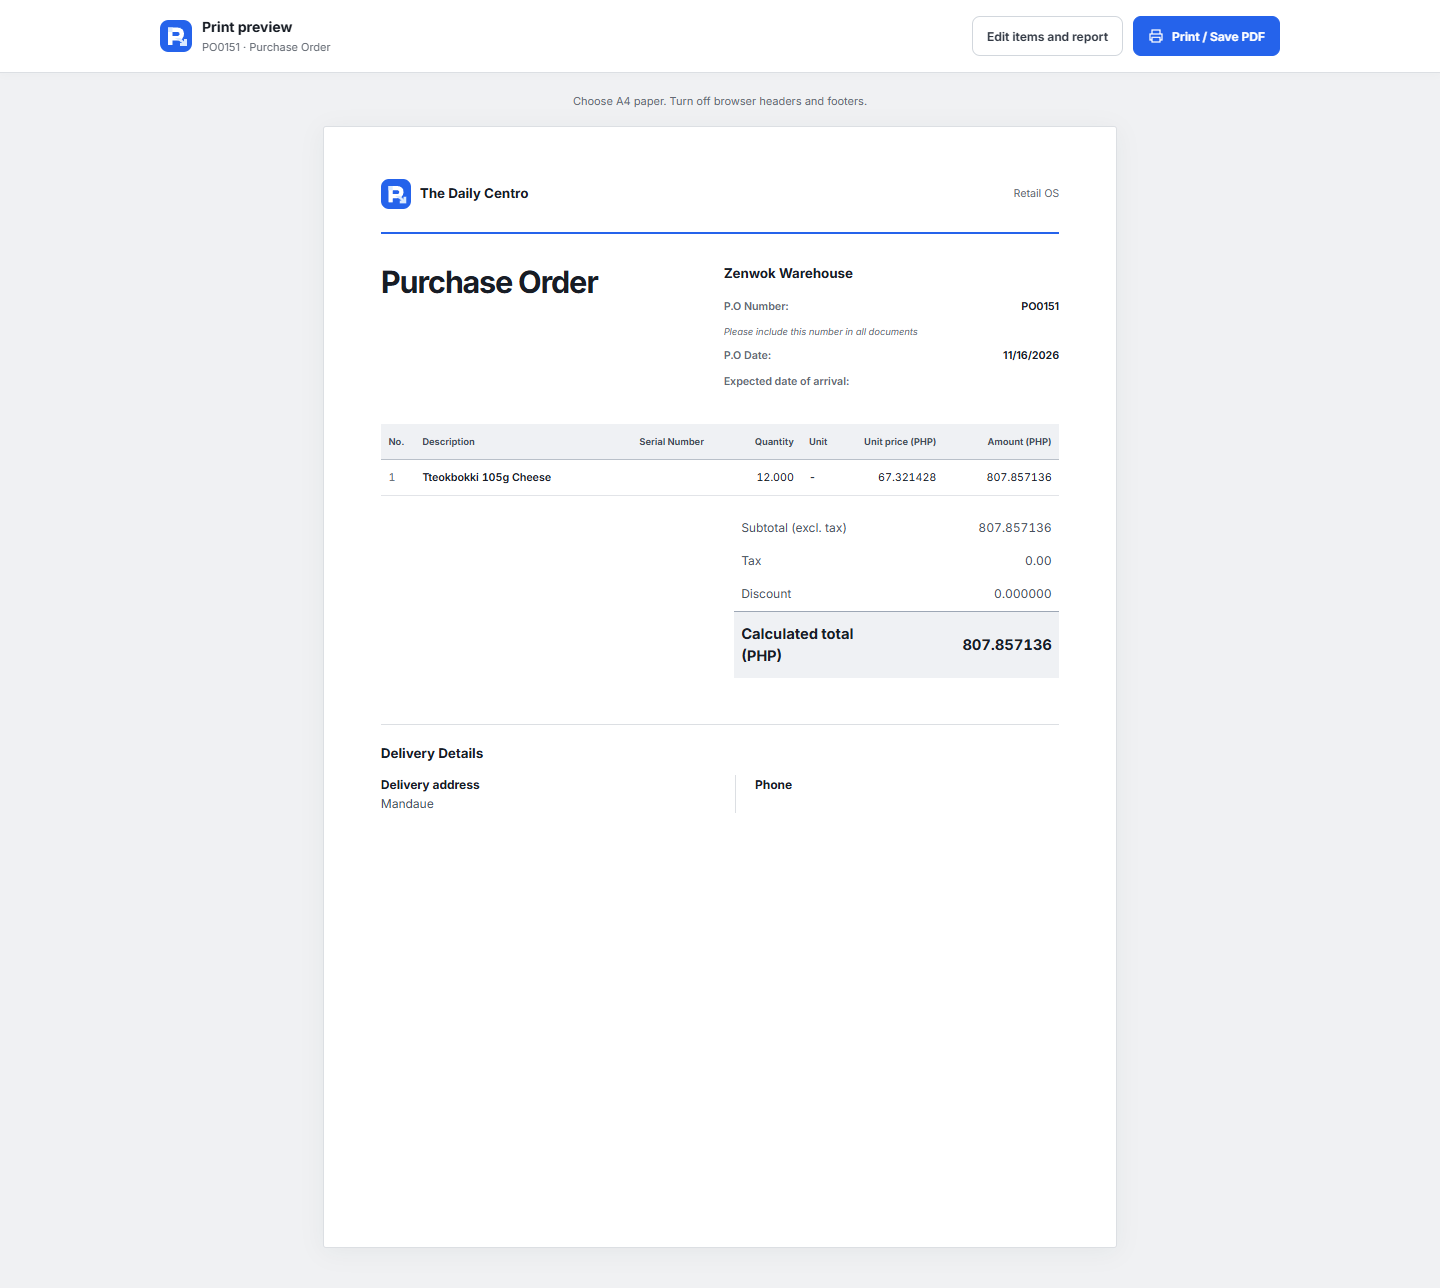 Print preview
PO0151 · Purchase Order
Edit items and report
Print / Save PDF
Choose A4 paper. Turn off browser headers and footers.
The Daily Centro
Retail OS
Purchase Order
Zenwok Warehouse
P.O Number: PO0151
Please include this number in all documents
P.O Date: 11/16/2026
Expected date of arrival:
No. Description Serial Number Quantity Unit Unit price (PHP) Amount (PHP)
1 Tteokbokki 105g Cheese 12.000 - 67.321428 807.857136
Subtotal (excl. tax) 807.857136
Tax 0.00
Discount 0.000000
Calculated total
(PHP) 807.857136
Delivery Details
Delivery address Phone
Mandaue